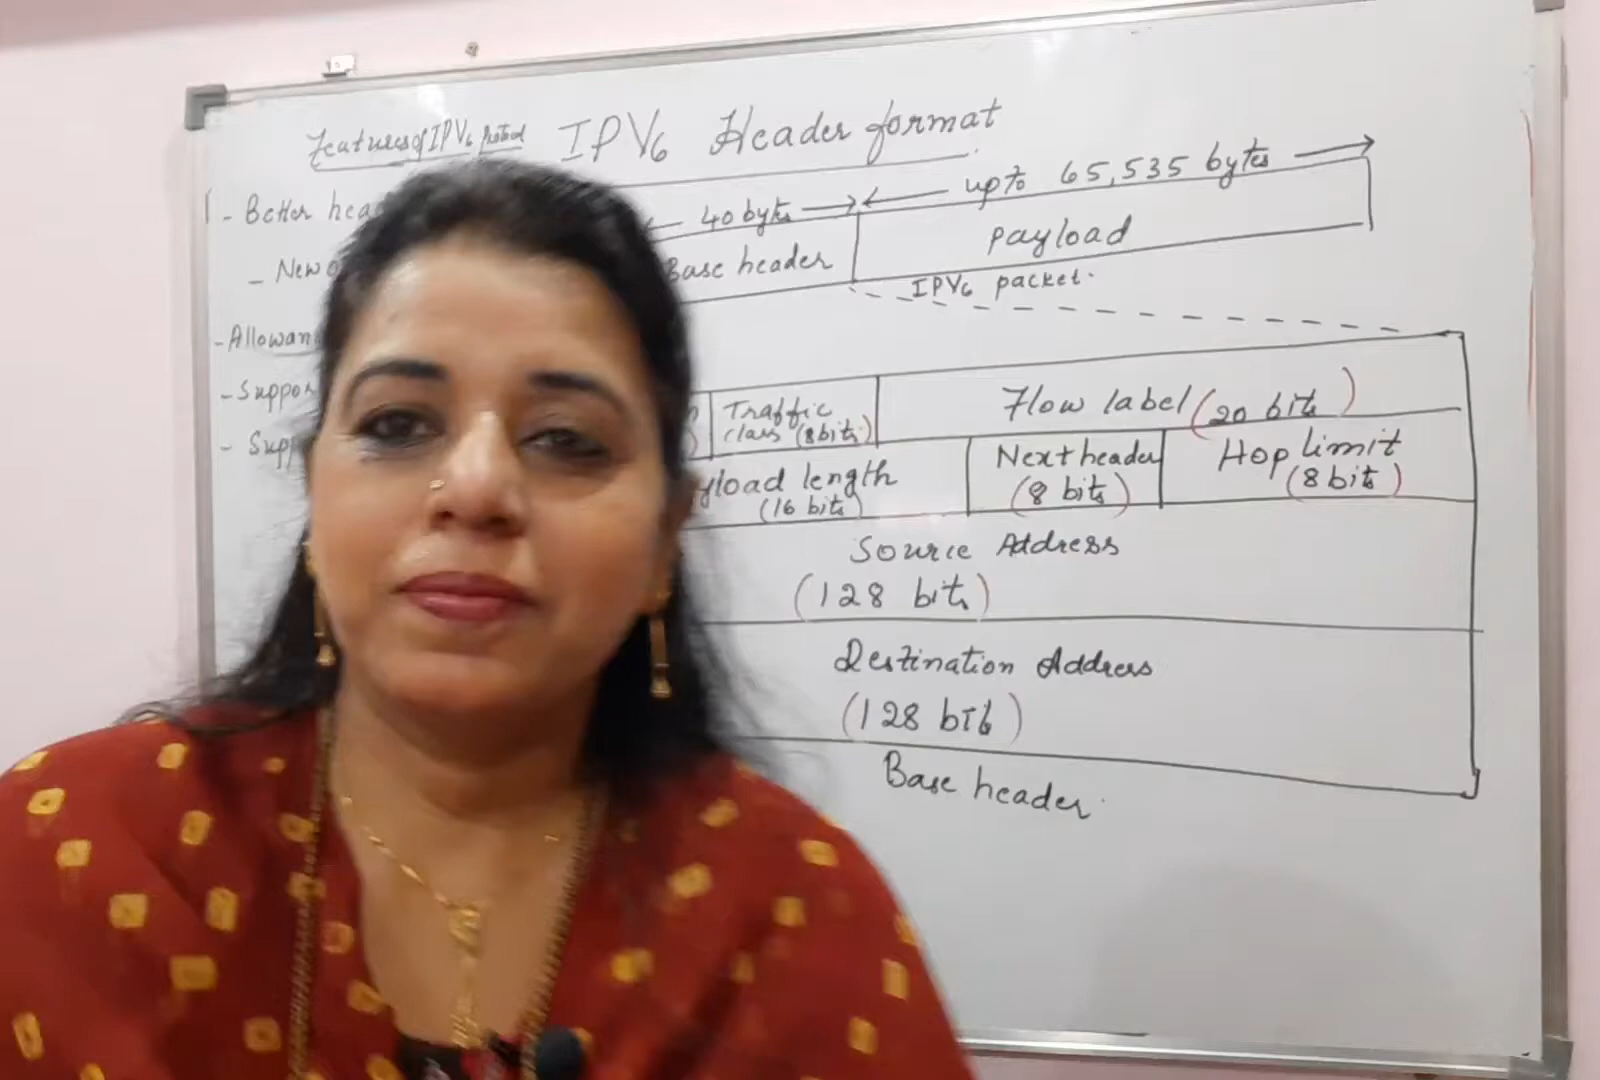 Features of IPV6 Protocol
IPV6 Header format
1 - Better hea
- New o
- Allowan
- Suppor
- Supp
40 bytes
upto 65,535 bytes
Base header
payload
IPV6 packet.
Traffic
class (8bits)
Flow label (20 bits)
yload length
(16 bits)
Next header
(8 bits)
Hop limit
(8 bits)
Source Address
(128 bits)
Destination Address
(128 bits)
Base header.